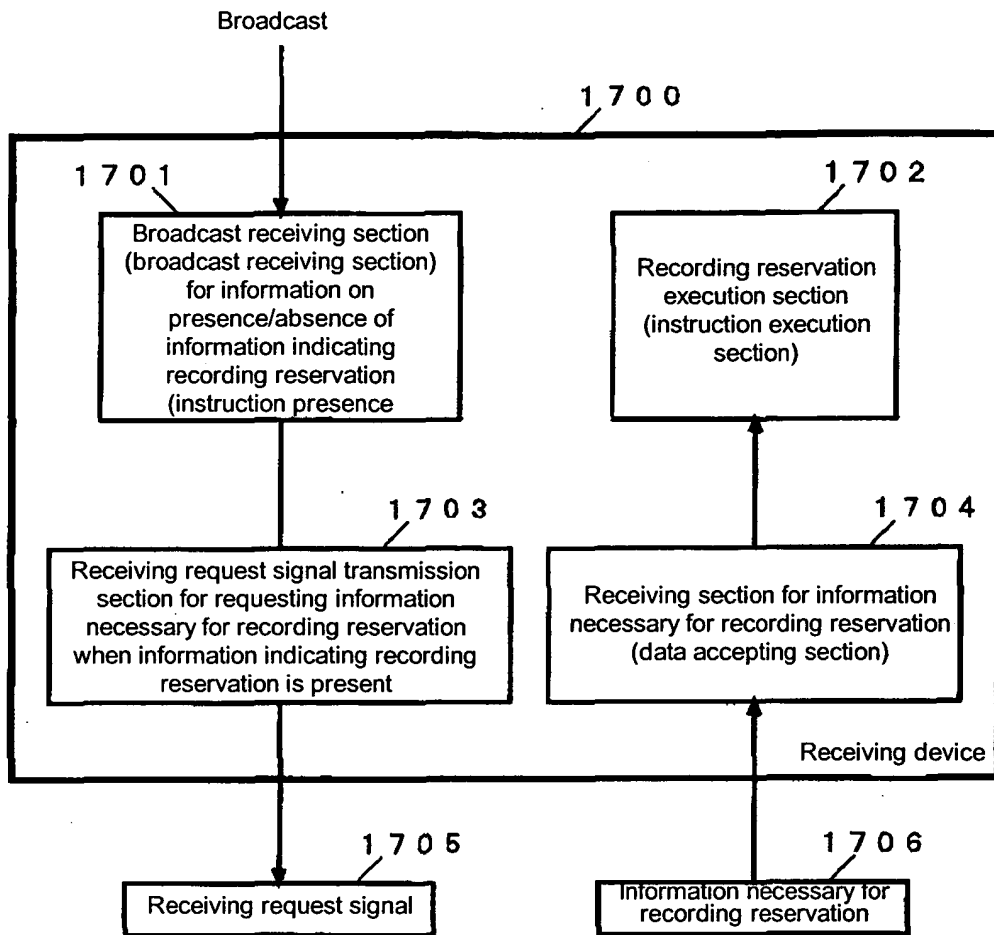 Broadcast
1700
1701
Broadcast receiving section
(broadcast receiving section)
for information on
presence/absence of
information indicating
recording reservation
(instruction presence
1702
Recording reservation
execution section
(instruction execution
section)
1703
Receiving request signal transmission
section for requesting information
necessary for recording reservation
when information indicating recording
reservation is present
1704
Receiving section for information
necessary for recording reservation
(data accepting section)
Receiving device
1705
Receiving request signal
1706
Information necessary for
recording reservation